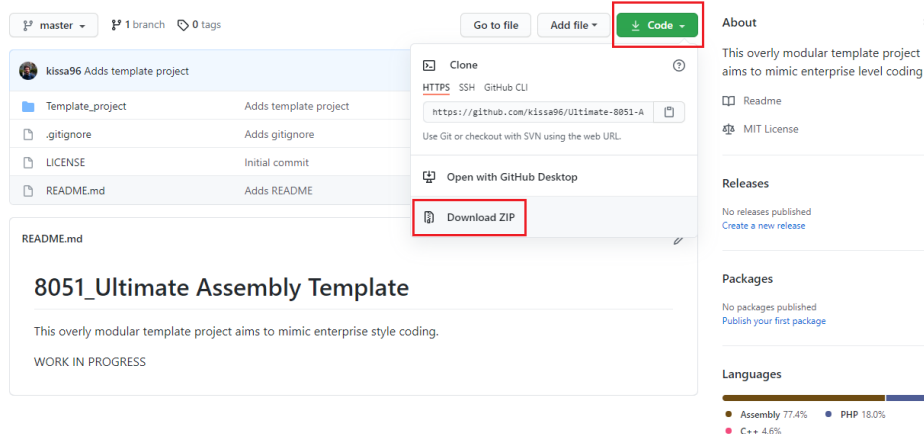 master
1 branch
0 tags
Go to file
Add file
Code
kissa96 Adds template project
Template_project Adds template project
.gitignore Adds gitignore
LICENSE Initial commit
README.md Adds README
Clone
HTTPS SSH GitHub CLI
https://github.com/kissa96/Ultimate-8051-A
Use Git or checkout with SVN using the web URL.
Open with GitHub Desktop
Download ZIP
README.md
8051_Ultimate Assembly Template
This overly modular template project aims to mimic enterprise style coding.
WORK IN PROGRESS
About
This overly modular template project
aims to mimic enterprise level coding
Readme
MIT License
Releases
No releases published
Create a new release
Packages
No packages published
Publish your first package
Languages
Assembly 77.4% PHP 18.0%
C++ 4.6%